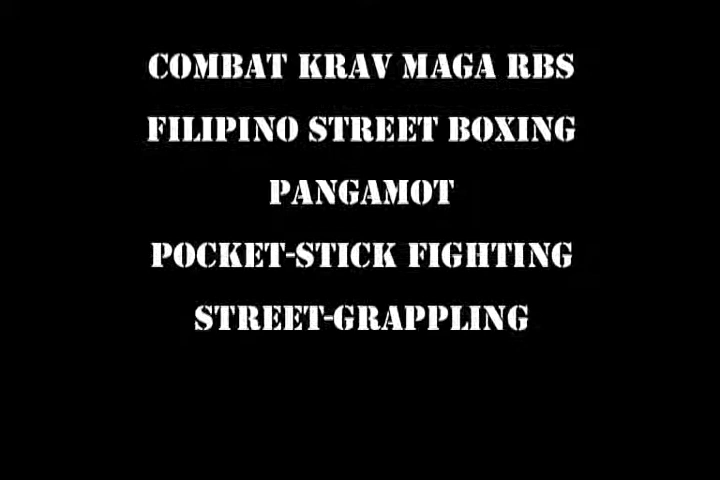 COMBAT KRAV MAGA RBS
FILIPINO STREET BOXING
PANGAMOT
POCKET-STICK FIGHTING
STREET-GRAPPLING